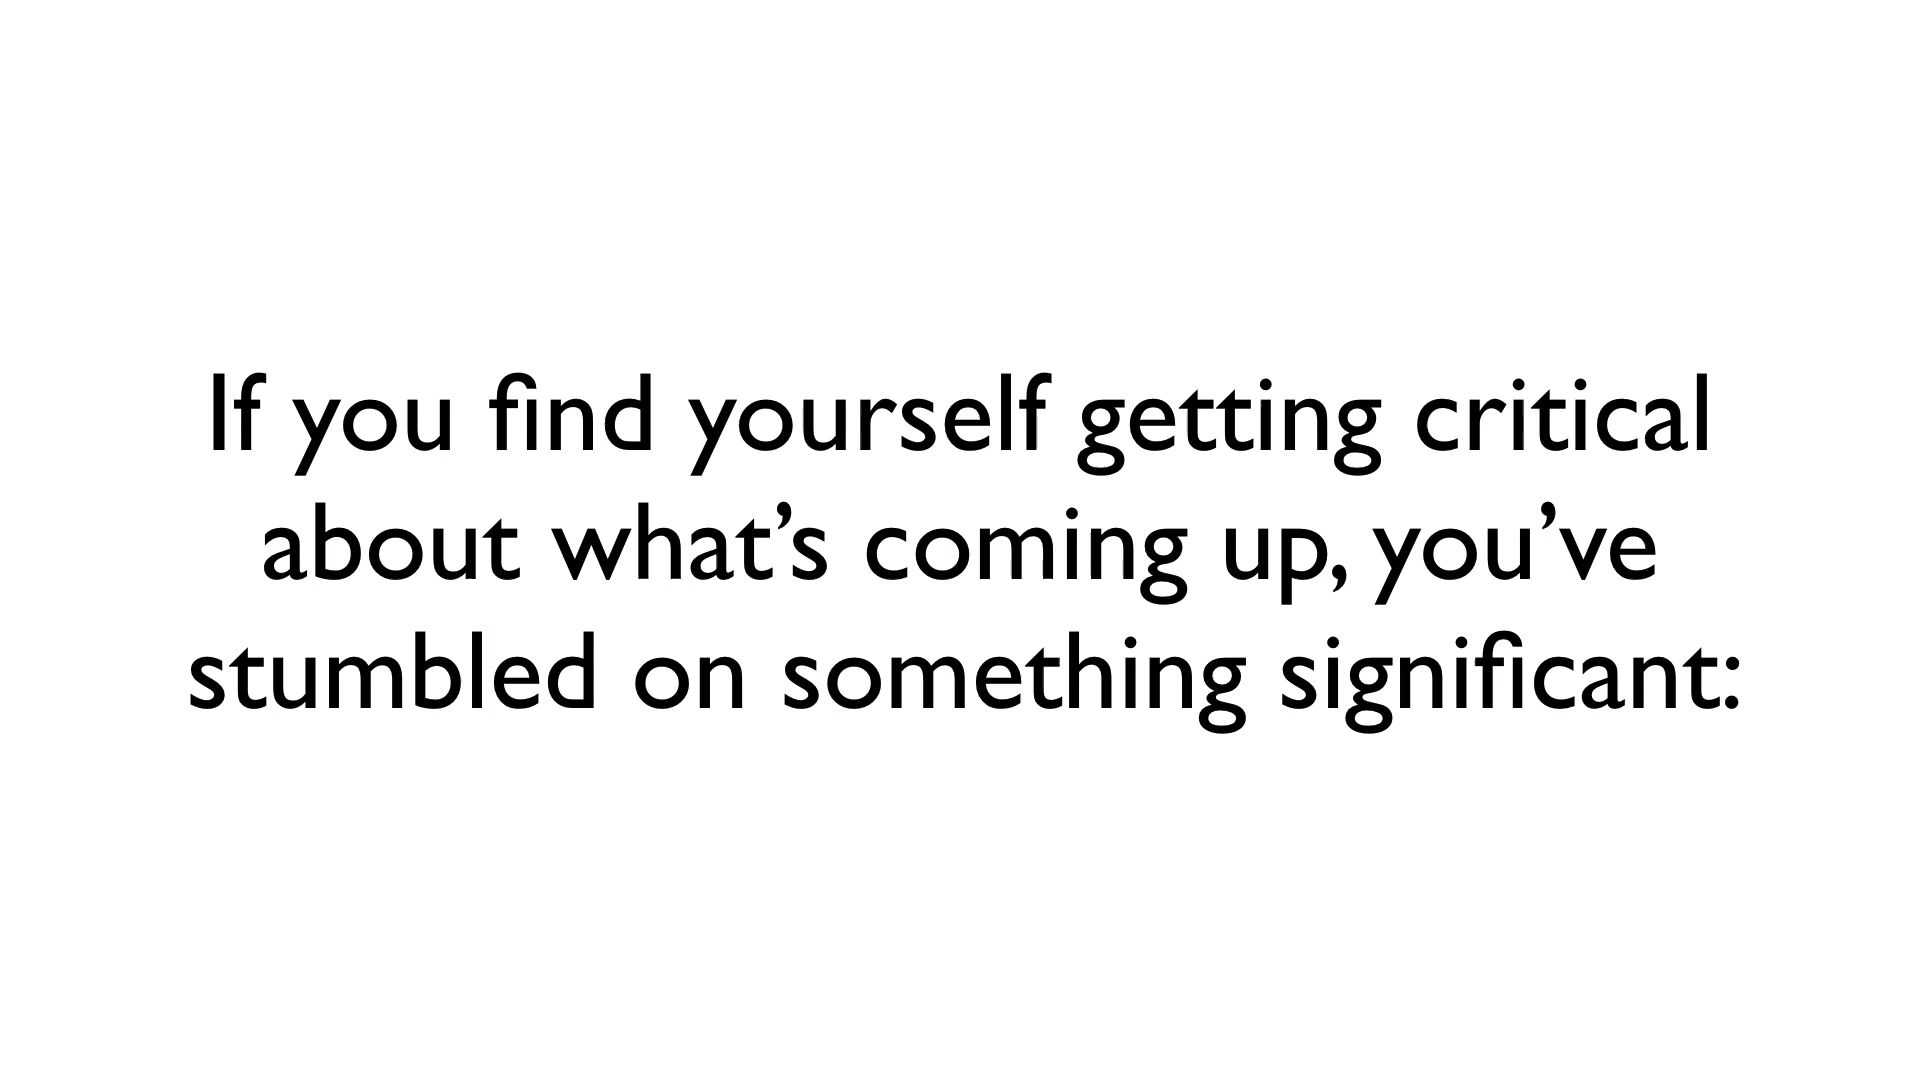 If you find yourself getting critical
about what’s coming up, you’ve
stumbled on something significant: